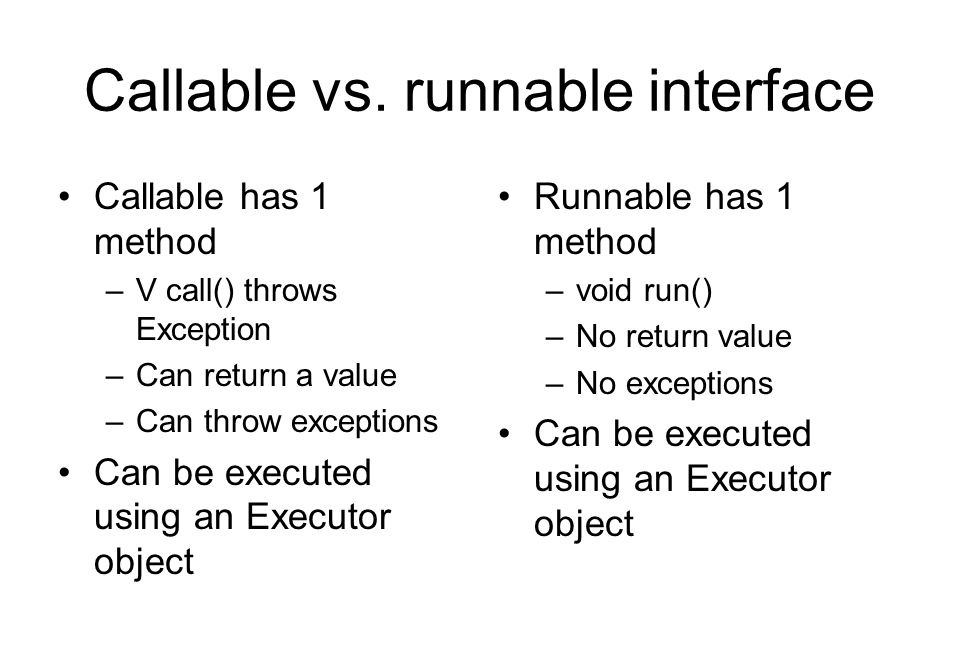 Callable vs. runnable interface
• Callable has 1
method
– V call() throws
Exception
– Can return a value
– Can throw exceptions
• Can be executed
using an Executor
object
• Runnable has 1
method
– void run()
– No return value
– No exceptions
• Can be executed
using an Executor
object